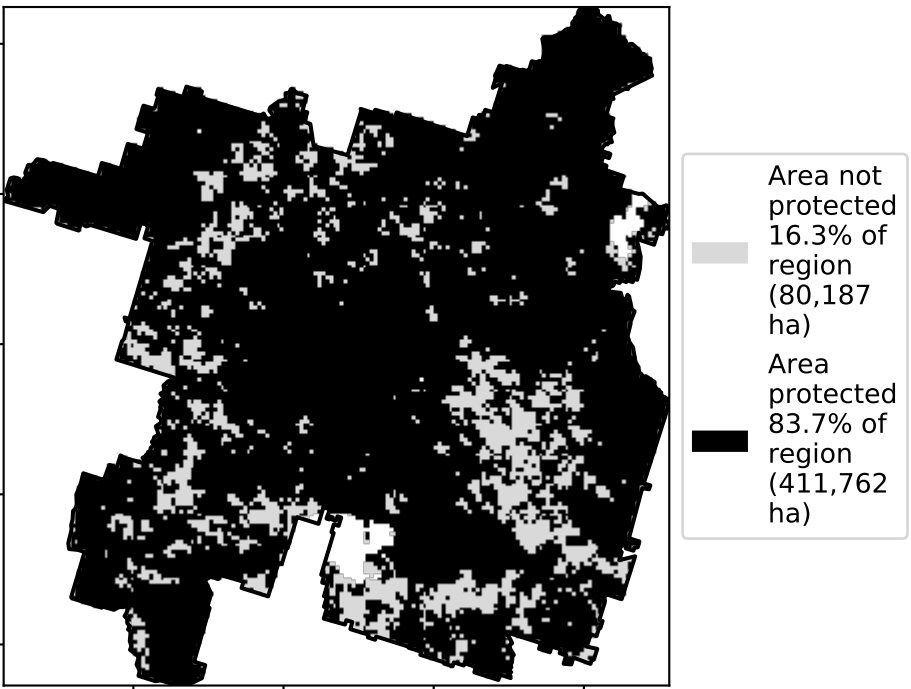 Area not
protected
16.3% of
region
(80,187
ha)
Area
protected
83.7% of
region
(411,762
ha)